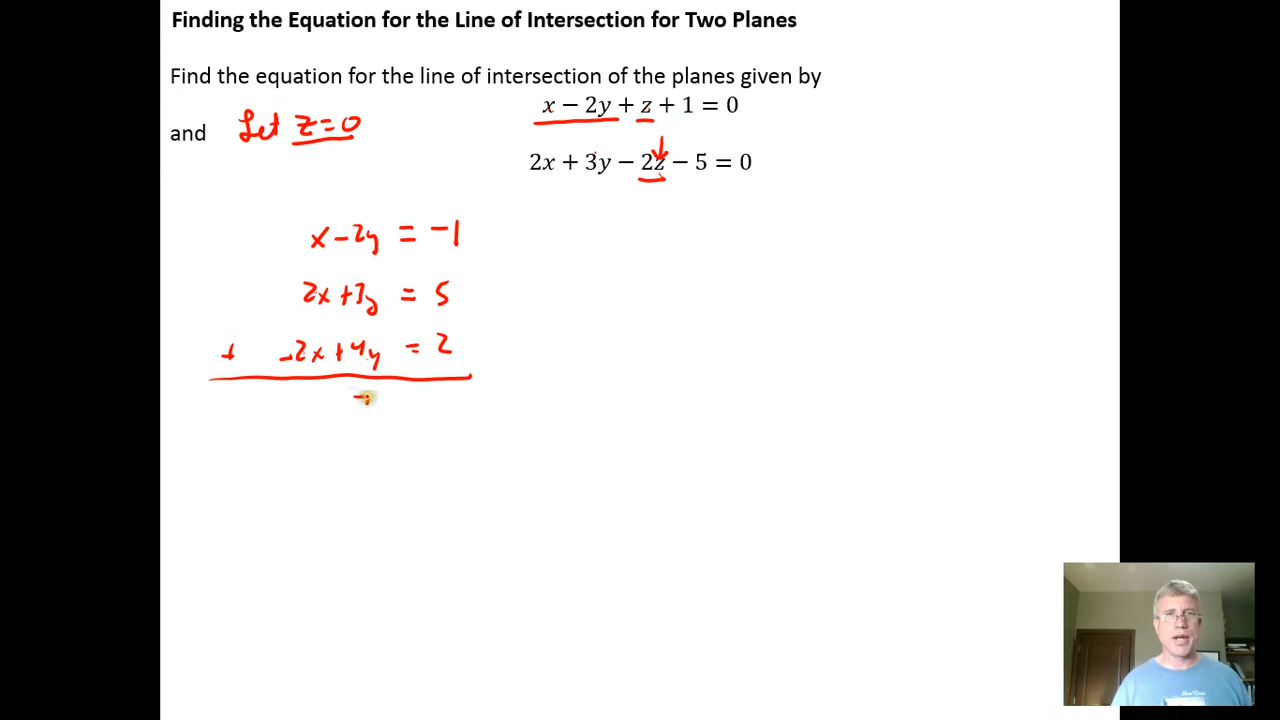 Finding the Equation for the Line of Intersection for Two Planes
Find the equation for the line of intersection of the planes given by
x − 2y + z + 1 = 0
and Let z=0
2x + 3y − 2z − 5 = 0
x-2y = -1
2x+3y = 5
+ -2x+4y = 2